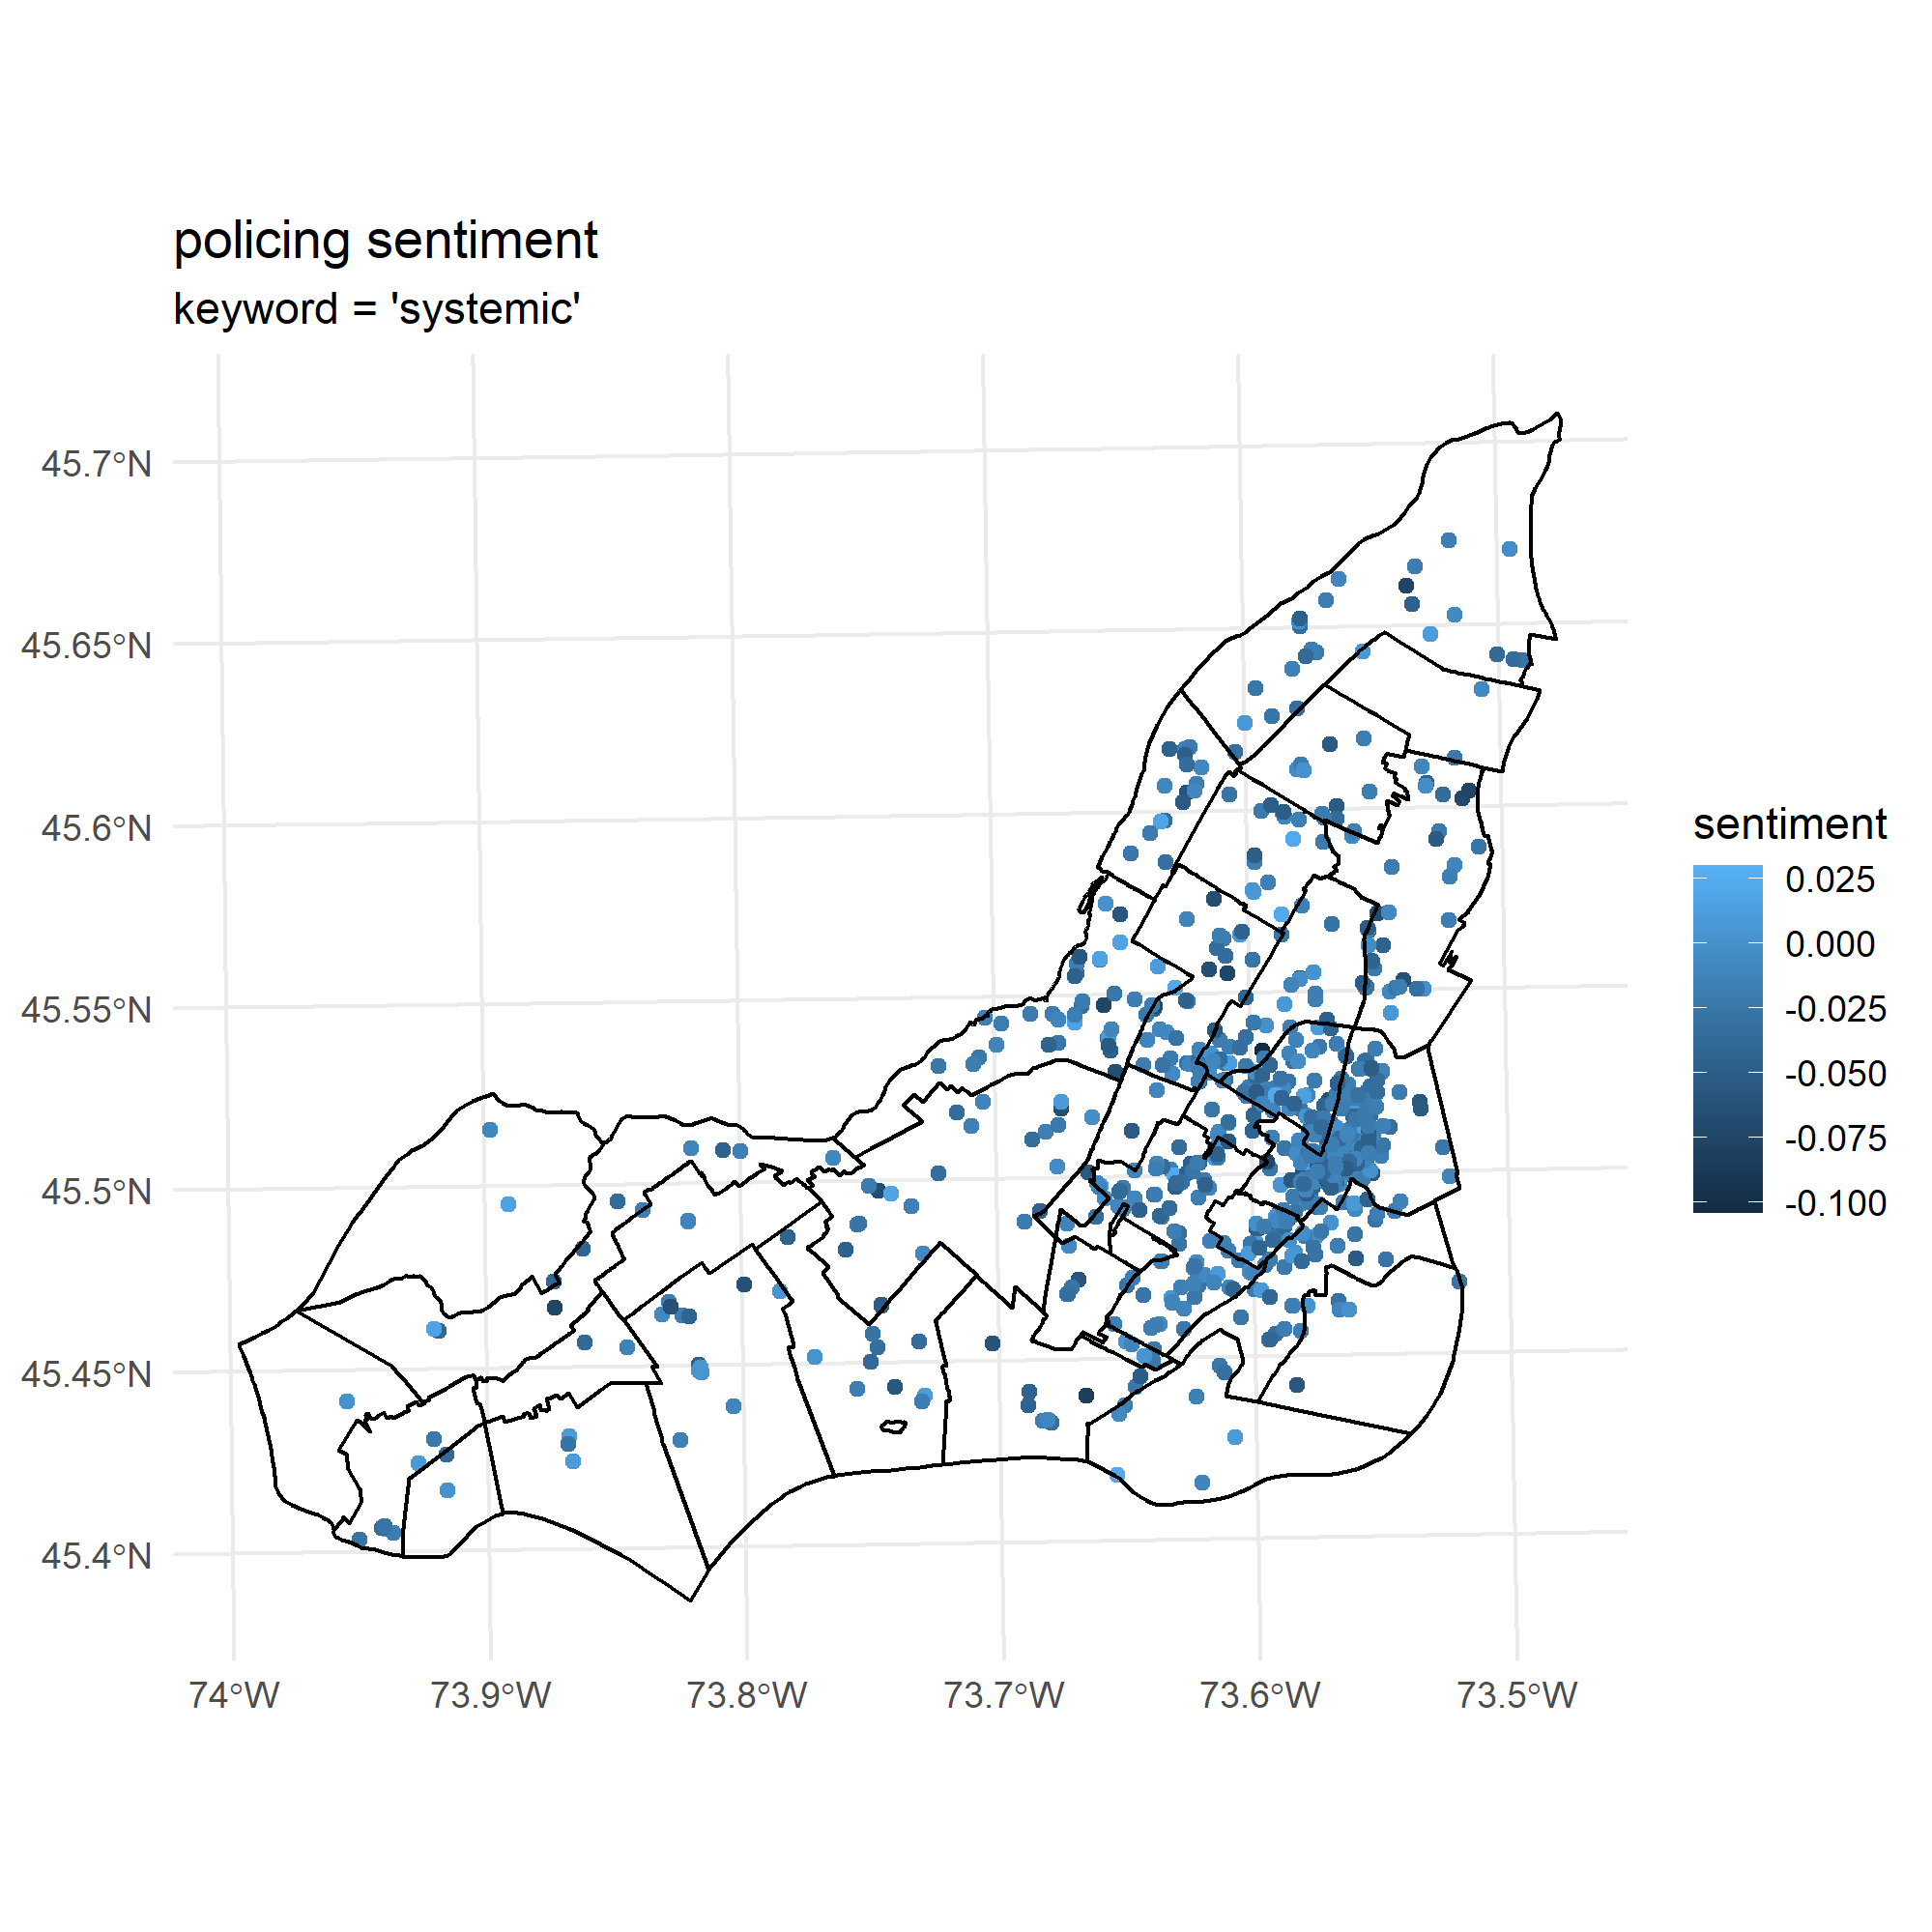 policing sentiment
keyword = 'systemic'
45.7°N
45.65°N
45.6°N
45.55°N
45.5°N
45.45°N
45.4°N
74°W
73.9°W
73.8°W
73.7°W
73.6°W
73.5°W
sentiment
0.025
0.000
-0.025
-0.050
-0.075
-0.100